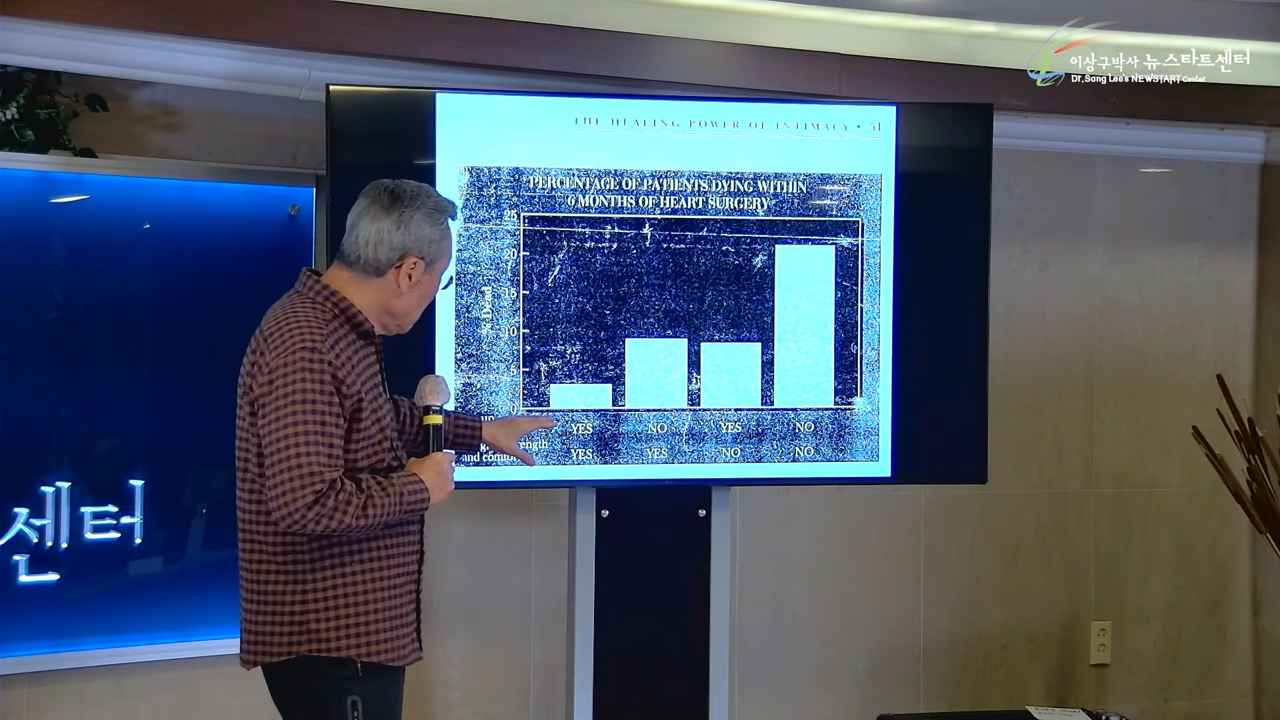 이상구박사 뉴스타트센터
Dr. Sang Lee's NEWSTART Center
THE HEALING POWER OF INTIMACY • 51
PERCENTAGE OF PATIENTS DYING WITHIN
6 MONTHS OF HEART SURGERY
25
20
15
10
5
0
% Dead
YES NO YES NO
and
YES YES NO NO
센터